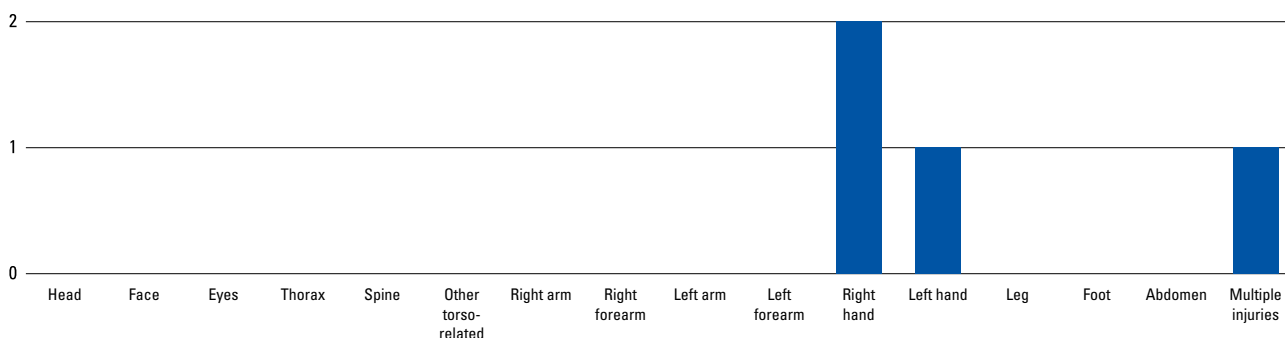 2
1
0
Head
Face
Eyes
Thorax
Spine
Other
torso-
related
Right arm
Right
forearm
Left arm
Left
forearm
Right
hand
Left hand
Leg
Foot
Abdomen
Multiple
injuries